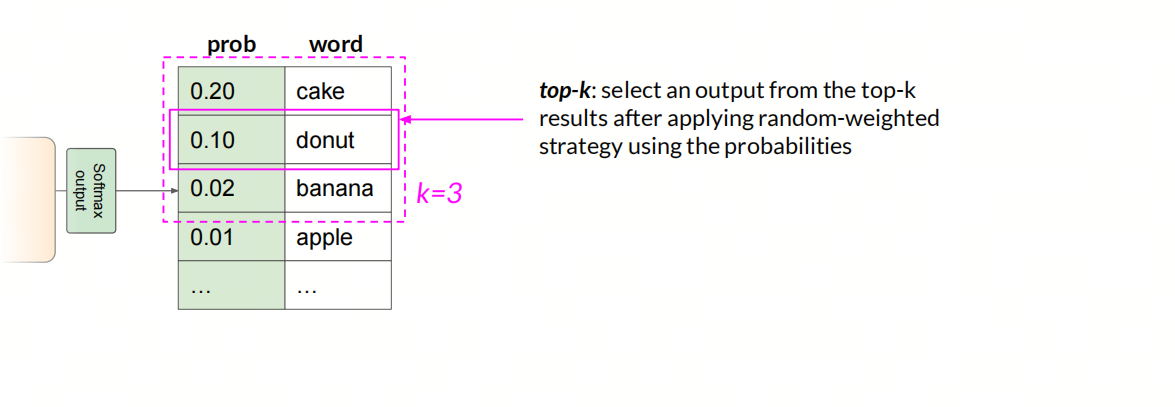 prob word
0.20 cake
0.10 donut
0.02 banana
0.01 apple
... ...
Softmax
output
k=3
top-k: select an output from the top-k
results after applying random-weighted
strategy using the probabilities